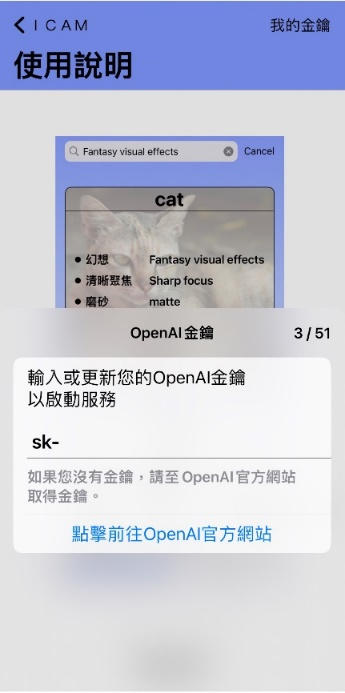 ICAM
我的金鑰
使用說明
Fantasy visual effects
Cancel
cat
• 幻想 Fantasy visual effects
• 清晰聚焦 Sharp focus
• 磨砂 matte
OpenAI金鑰
3 / 51
輸入或更新您的OpenAI金鑰
以啟動服務
sk-
如果您沒有金鑰，請至OpenAI官方網站
取得金鑰。
點擊前往OpenAI官方網站